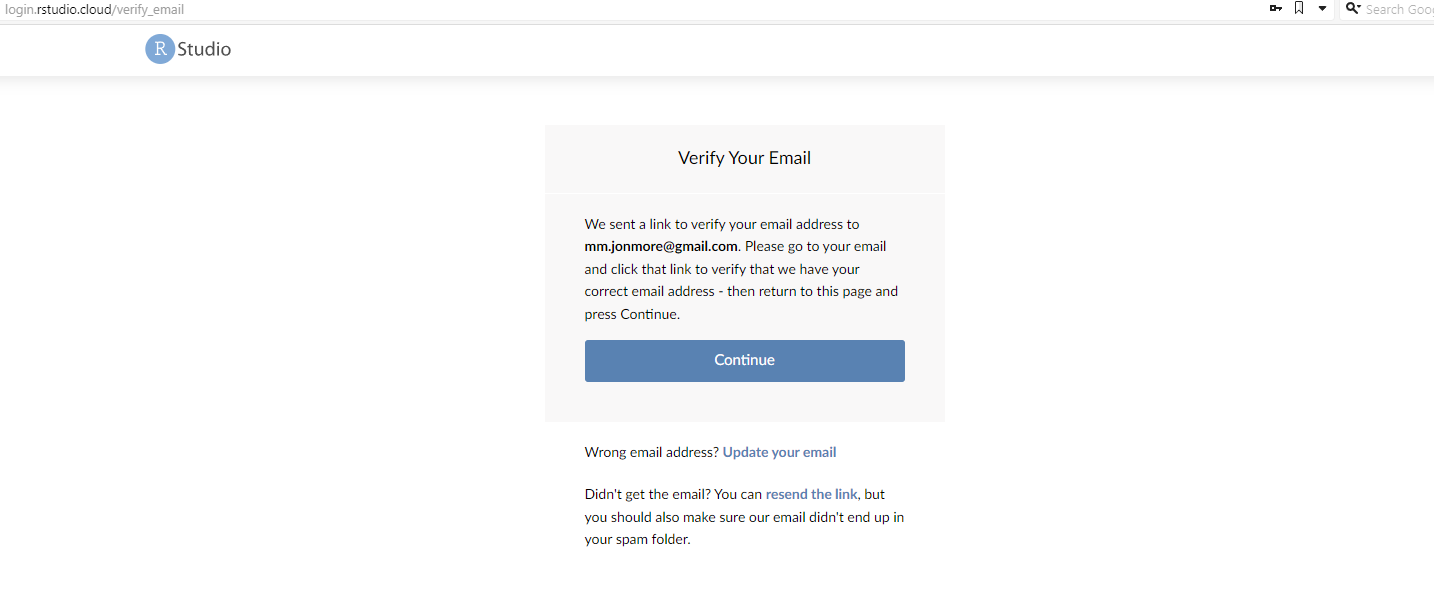 login.rstudio.cloud/verify_email
Search Goo
R Studio
Verify Your Email
We sent a link to verify your email address to
mm.jonmore@gmail.com. Please go to your email
and click that link to verify that we have your
correct email address - then return to this page and
press Continue.
Continue
Wrong email address? Update your email
Didn't get the email? You can resend the link, but
you should also make sure our email didn't end up in
your spam folder.